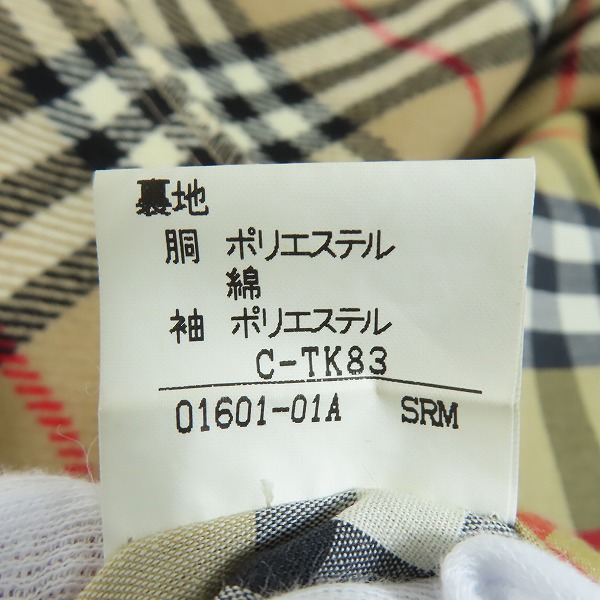 裏地
胴 ポリエステル
綿
袖 ポリエステル
C-TK83
01601-01A SRM